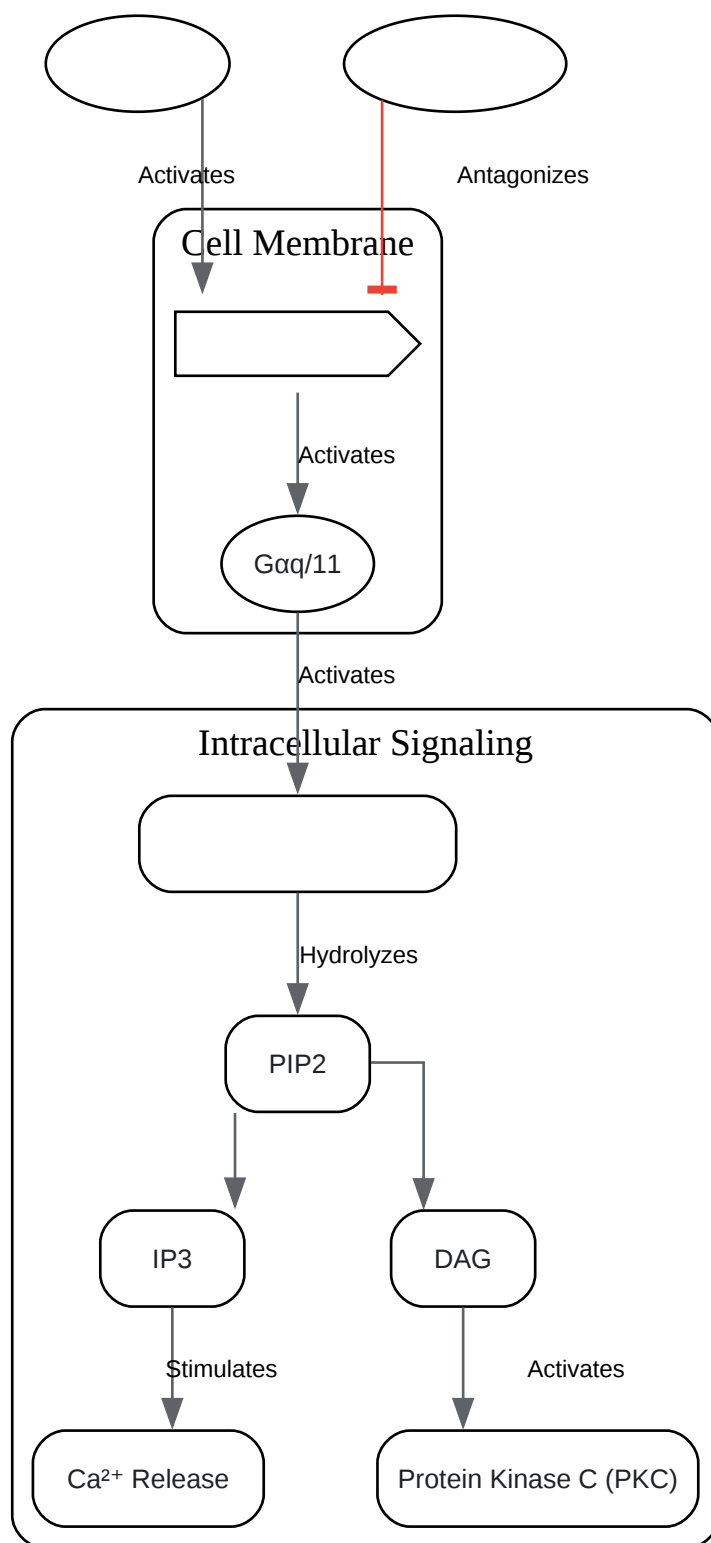 Activates
Antagonizes
Cell Membrane
Activates
Gαq/11
Activates
Intracellular Signaling
Hydrolyzes
PIP2
IP3
DAG
Stimulates
Activates
Ca²⁺ Release
Protein Kinase C (PKC)